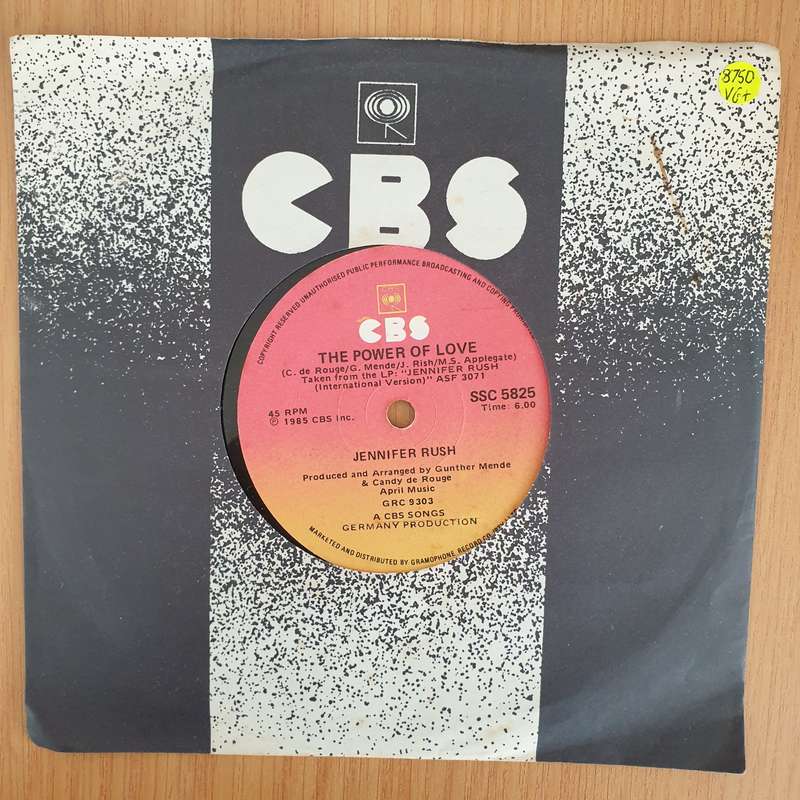 8750
VG+
CBS
COPYRIGHT RESERVED UNAUTHORISED PUBLIC PERFORMANCE BROADCASTING AND COPYING
CBS
THE POWER OF LOVE
(C. de Rouge/G. Mende/J. Rish/M.S. Applegate)
Taken from the LP: "JENNIFER RUSH
(International Version)" ASF 3071
SSC 5825
45 RPM
Time: 6.00
℗ 1985 CBS Inc.
JENNIFER RUSH
Produced and Arranged by Gunther Mende
& Candy de Rouge
April Music
GRC 9303
A CBS SONGS
GERMANY PRODUCTION
MARKETED AND DISTRIBUTED BY GRAMOPHONE RECORD CO.